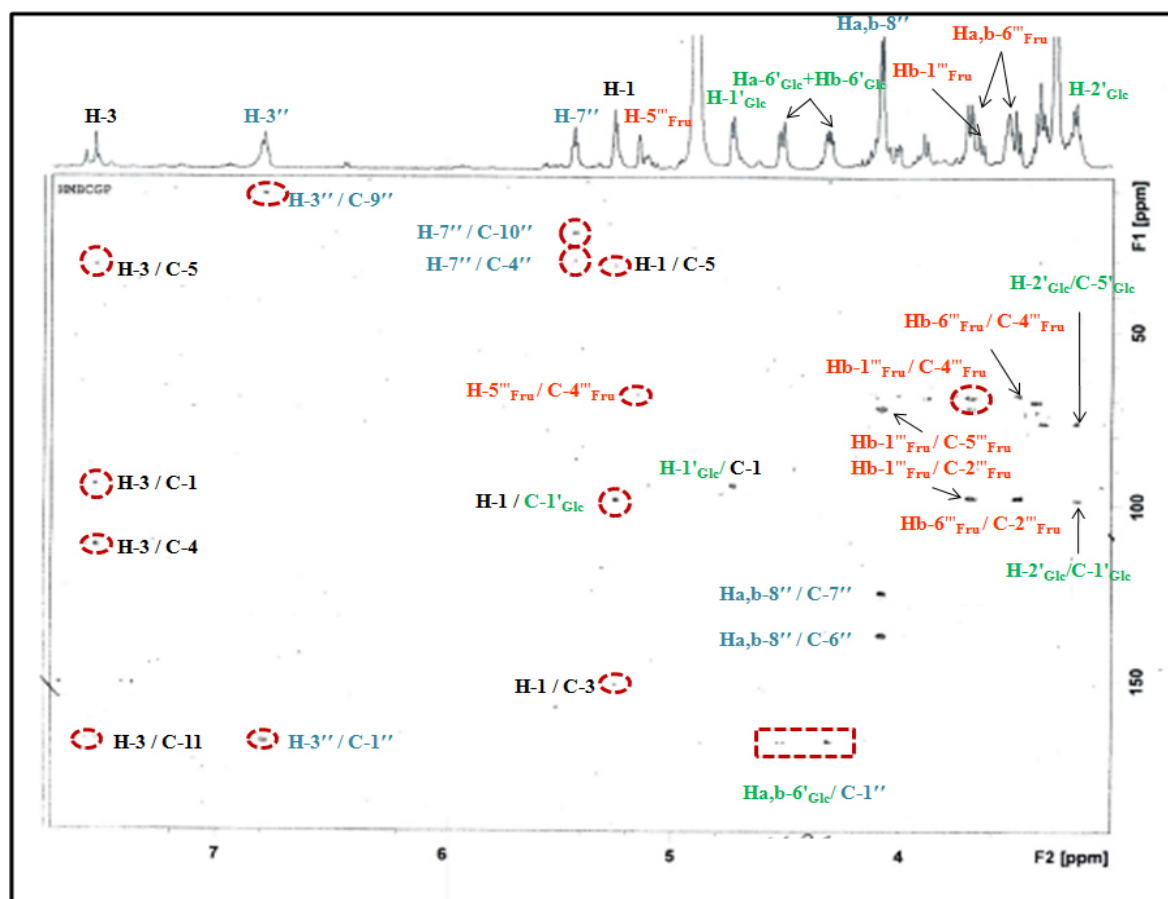 Ha,b-8′′
Ha,b-6′′′Fru
Hb-1′′′Fru
Ha-6′Glc+Hb-6′Glc
H-2′Glc
H-1′Glc
H-1
H-3
H-3′′
H-7′′
H-5′′′Fru
HMBCGP
H-3′′ / C-9′′
H-7′′ / C-10′′
H-3 / C-5
H-7′′ / C-4′′
H-1 / C-5
H-2′Glc/C-5′Glc
Hb-6′′′Fru / C-4′′′Fru
Hb-1′′′Fru / C-4′′′Fru
H-5′′′Fru / C-4′′′Fru
Hb-1′′′Fru / C-5′′′Fru
H-1′Glc/ C-1
Hb-1′′′Fru / C-2′′′Fru
H-3 / C-1
H-1 / C-1′Glc
Hb-6′′′Fru / C-2′′′Fru
H-3 / C-4
H-2′Glc/C-1′Glc
Ha,b-8′′ / C-7′′
Ha,b-8′′ / C-6′′
H-1 / C-3
H-3 / C-11
H-3′′ / C-1′′
Ha,b-6′Glc/ C-1′′
F1 [ppm]
50
100
150
7
6
5
4
F2 [ppm]